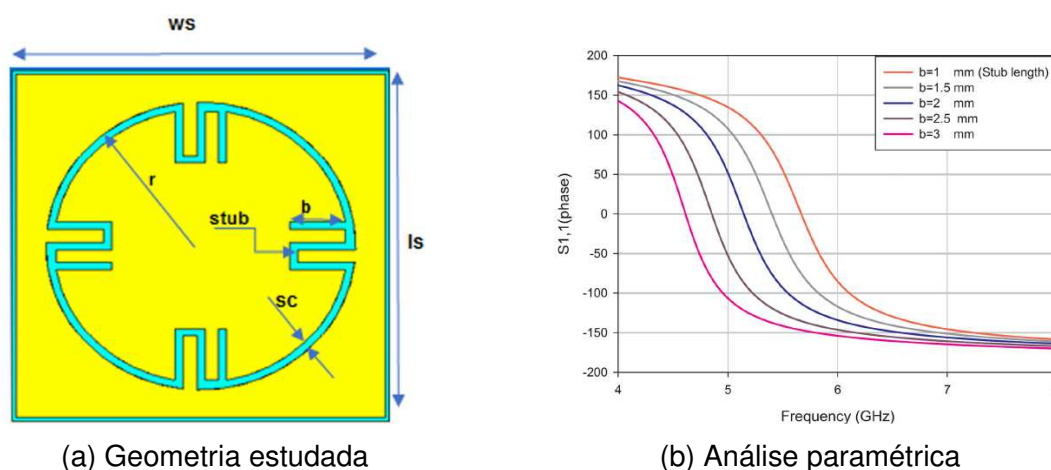 ws
r
b
stub
ls
sc
(a) Geometria estudada
200
150
100
50
0
-50
-100
-150
-200
S1,1(phase)
4
5
6
7
Frequency (GHz)
b=1 mm (Stub length)
b=1.5 mm
b=2 mm
b=2.5 mm
b=3 mm
(b) Análise paramétrica